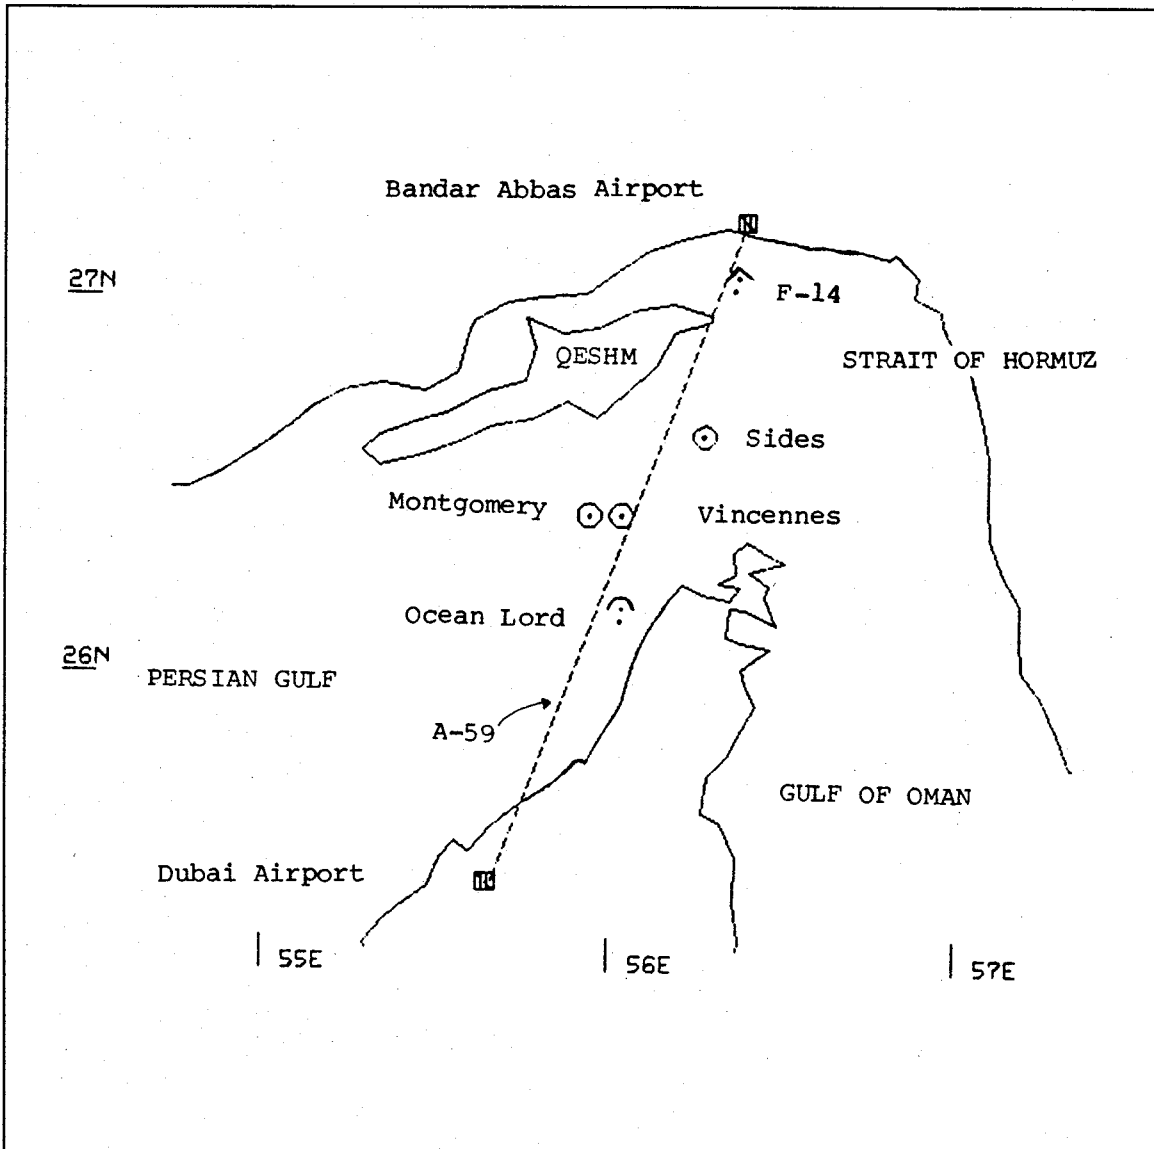 Bandar Abbas Airport
27N
F-14
QESHM
STRAIT OF HORMUZ
Sides
Montgomery
Vincennes
Ocean Lord
26N
PERSIAN GULF
A-59
GULF OF OMAN
Dubai Airport
55E
56E
57E